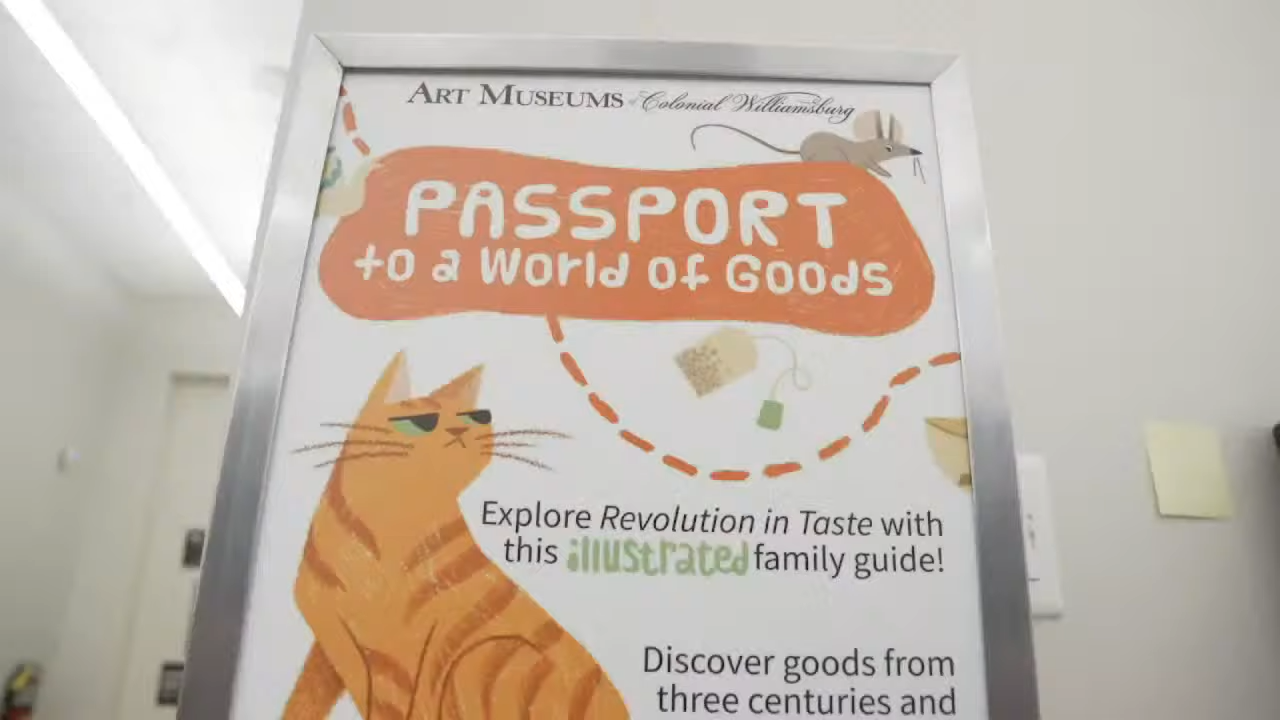 ART MUSEUMS of Colonial Williamsburg
PASSPORT
to a World of Goods
Explore Revolution in Taste with
this illustrated family guide!
Discover goods from
three centuries and